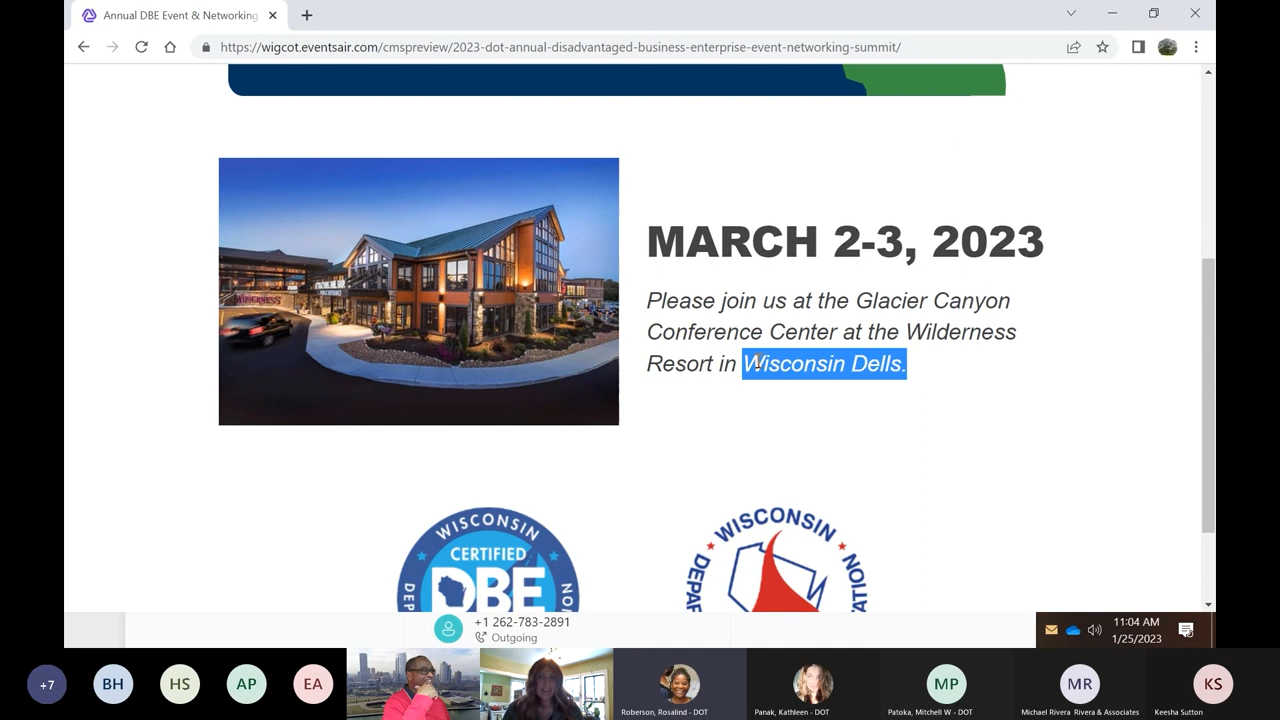 Annual DBE Event & Networking
https://wigcot.eventsair.com/cmspreview/2023-dot-annual-disadvantaged-business-enterprise-event-networking-summit/
MARCH 2-3, 2023
Please join us at the Glacier Canyon
Conference Center at the Wilderness
Resort in Wisconsin Dells.
WILDERNESS
WISCONSIN
CERTIFIED
DBE
WISCONSIN
+1 262-783-2891
Outgoing
11:04 AM
1/25/2023
+7
BH
HS
AP
EA
Roberson, Rosalind - DOT
Panak, Kathleen - DOT
MP
Patoka, Mitchell W - DOT
MR
Michael Rivera Rivera & Associates
KS
Keesha Sutton